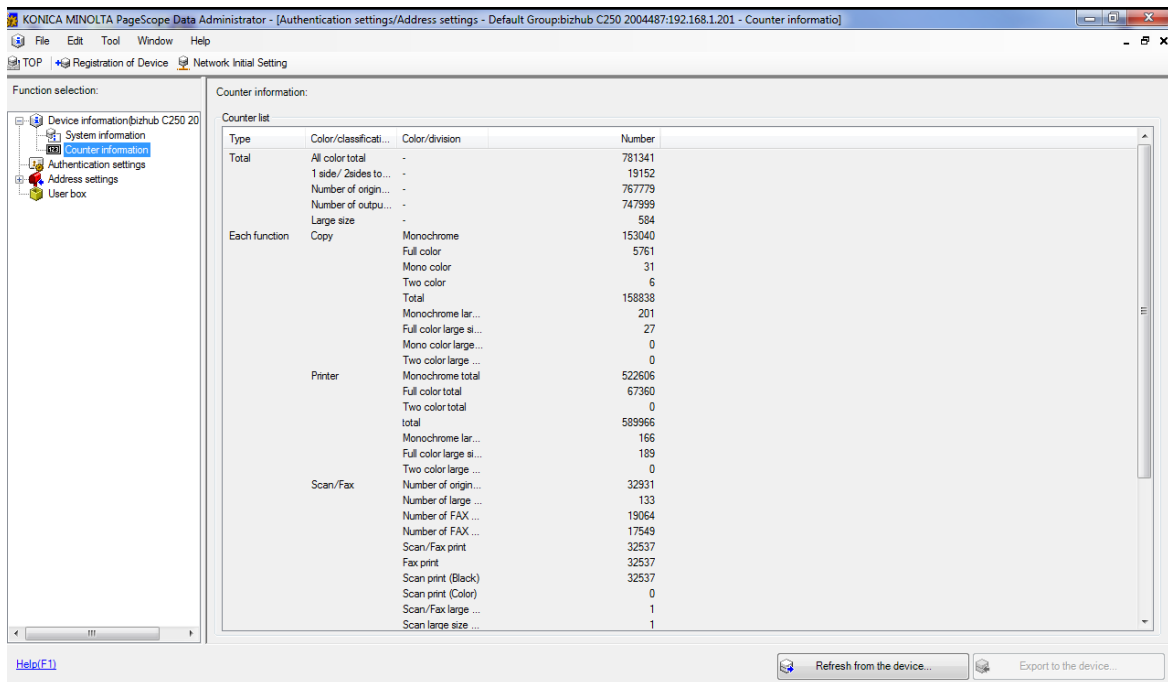 KONICA MINOLTA PageScope Data Administrator - [Authentication settings/Address settings - Default Group:bizhub C250 2004487:192.168.1.201 - Counter informatio]
File Edit Tool Window Help
TOP Registration of Device Network Initial Setting
Function selection:
Device information(bizhub C250 20
System information
Counter information
Authentication settings
Address settings
User box
Counter information:
Counter list
Type Color/classificati... Color/division Number
Total All color total - 781341
1 side/ 2sides to... - 19152
Number of origin... - 767779
Number of outpu... - 747999
Large size - 584
Each function Copy Monochrome 153040
Full color 5761
Mono color 31
Two color 6
Total 158838
Monochrome lar... 201
Full color large si... 27
Mono color large... 0
Two color large ... 0
Printer Monochrome total 522606
Full color total 67360
Two color total 0
total 589966
Monochrome lar... 166
Full color large si... 189
Two color large ... 0
Scan/Fax Number of origin... 32931
Number of large ... 133
Number of FAX ... 19064
Number of FAX ... 17549
Scan/Fax print 32537
Fax print 32537
Scan print (Black) 32537
Scan print (Color) 0
Scan/Fax large ... 1
Scan large size ... 1
Help(F1)
Refresh from the device... Export to the device...